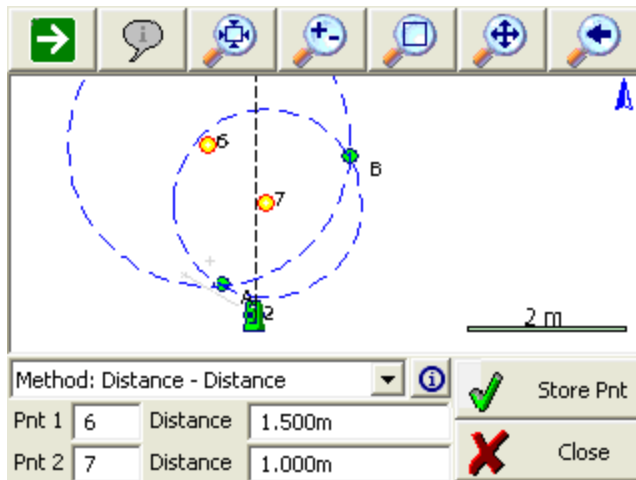 6
B
7
A
2
2 m
Method: Distance - Distance
Store Pnt
Pnt 1 6 Distance 1.500m
Pnt 2 7 Distance 1.000m
Close